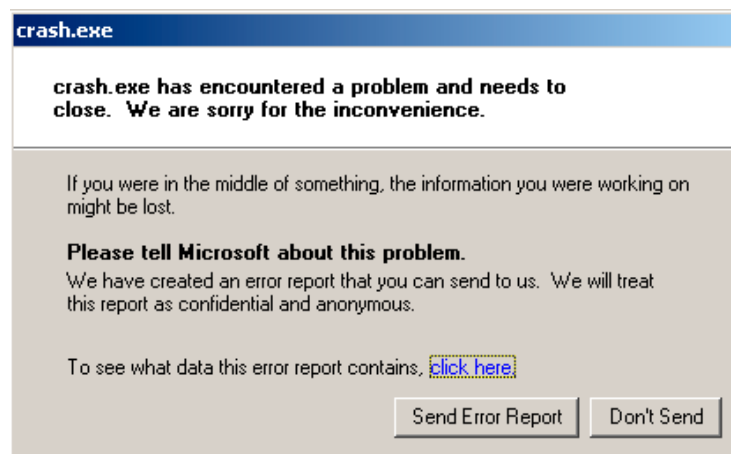 crash.exe
crash.exe has encountered a problem and needs to
close.  We are sorry for the inconvenience.
If you were in the middle of something, the information you were working on
might be lost.
Please tell Microsoft about this problem.
We have created an error report that you can send to us.  We will treat
this report as confidential and anonymous.
To see what data this error report contains, click here.
Send Error Report Don't Send